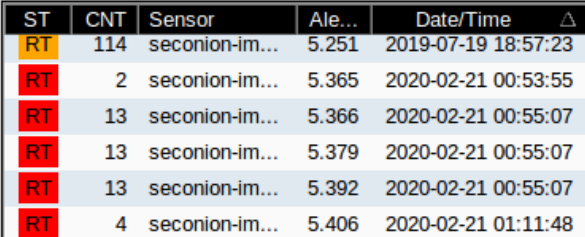 ST CNT Sensor Ale... Date/Time
RT 114 seconion-im... 5.251 2019-07-19 18:57:23
RT 2 seconion-im... 5.365 2020-02-21 00:53:55
RT 13 seconion-im... 5.366 2020-02-21 00:55:07
RT 13 seconion-im... 5.379 2020-02-21 00:55:07
RT 13 seconion-im... 5.392 2020-02-21 00:55:07
RT 4 seconion-im... 5.406 2020-02-21 01:11:48